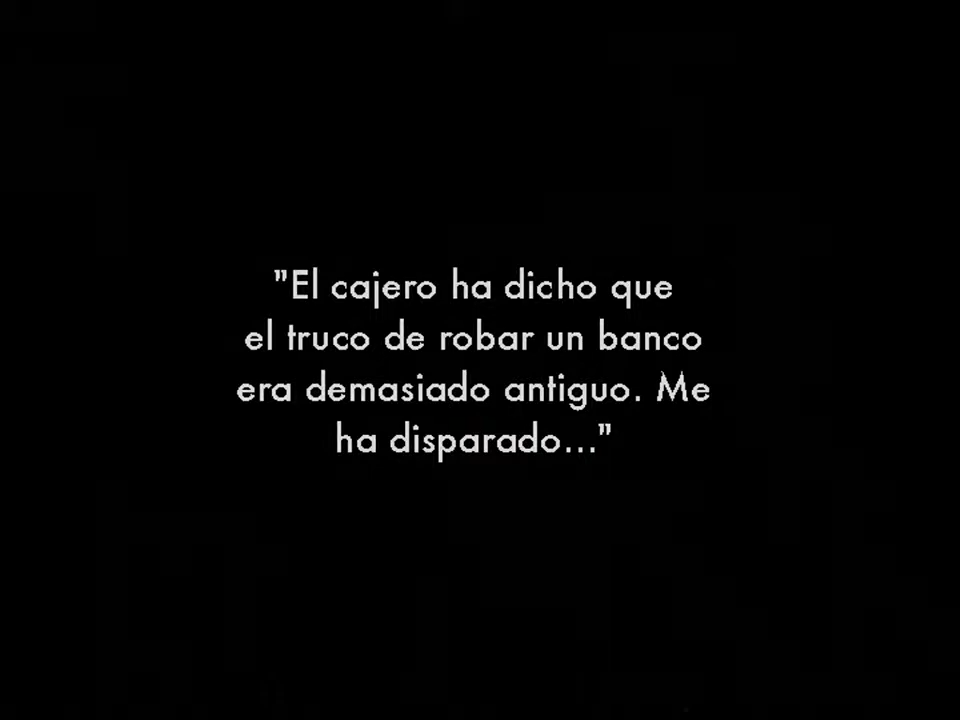 "El cajero ha dicho que
el truco de robar un banco
era demasiado antiguo. Me
ha disparado..."